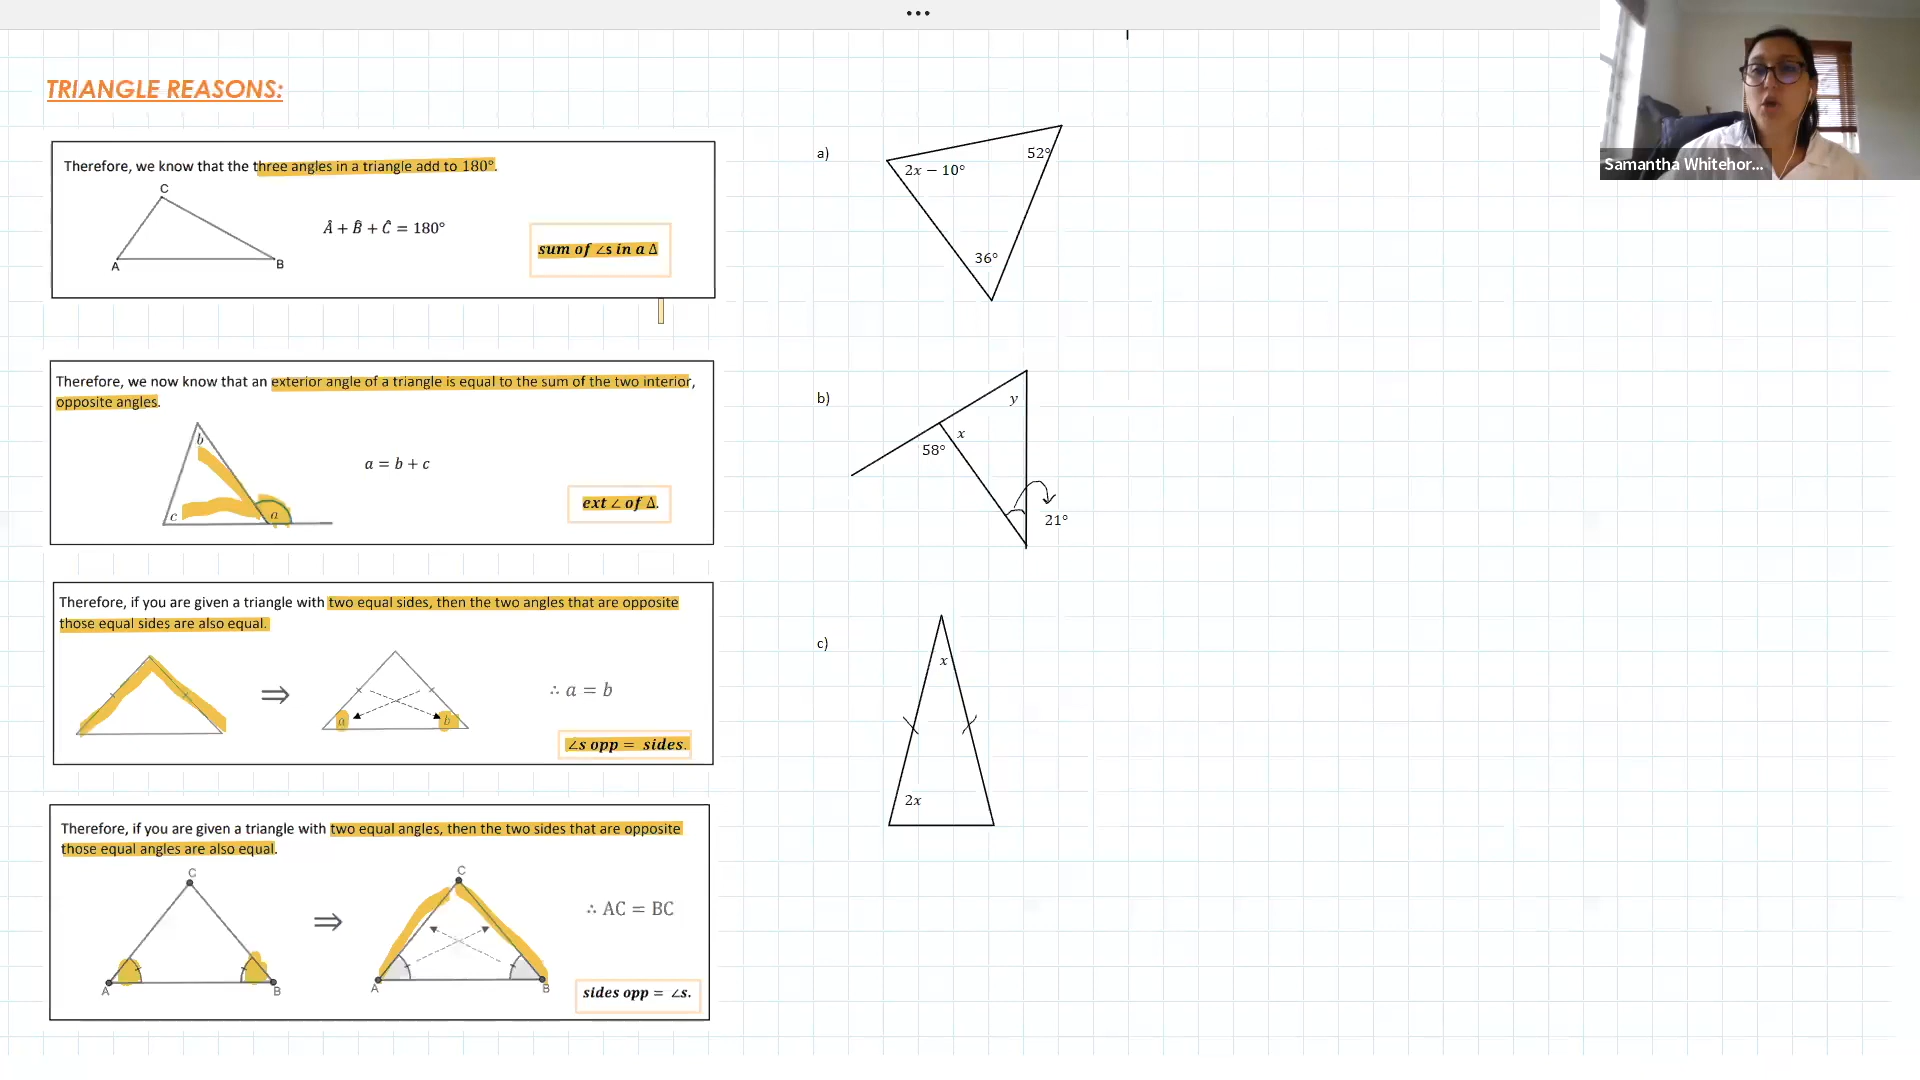 •••
Samantha Whitehor...
TRIANGLE REASONS:
Therefore, we know that the three angles in a triangle add to 180°.
C
A
B
Â + B̂ + Ĉ = 180°
sum of ∠s in a Δ
Therefore, we now know that an exterior angle of a triangle is equal to the sum of the two interior,
opposite angles.
b
c
a
a = b + c
ext ∠ of Δ.
Therefore, if you are given a triangle with two equal sides, then the two angles that are opposite
those equal sides are also equal.
⇒
a
b
∴ a = b
∠s opp = sides.
Therefore, if you are given a triangle with two equal angles, then the two sides that are opposite
those equal angles are also equal.
C
A
B
⇒
C
A
B
∴ AC = BC
sides opp = ∠s.
a)
52°
2x − 10°
36°
b)
y
x
58°
21°
c)
x
2x